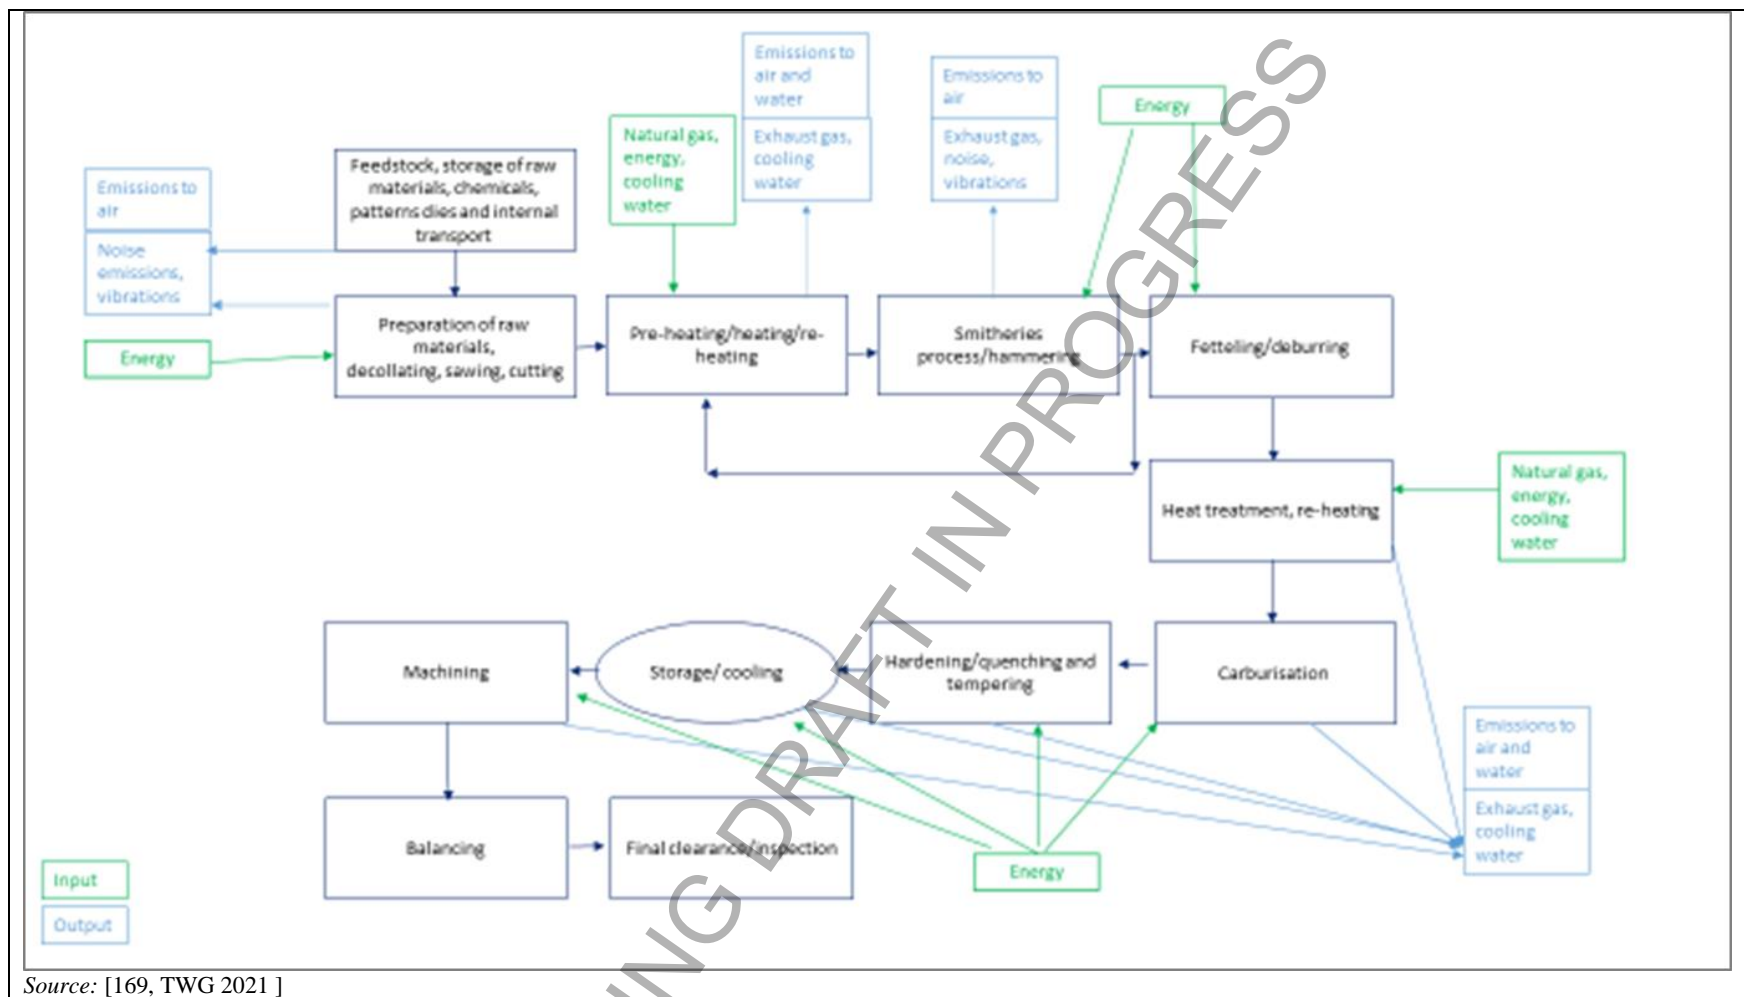 Emissions to
air and
water
Exhaust gas,
cooling
water
Emissions to
air
Exhaust gas,
noise,
vibrations
Energy
Natural gas,
energy,
cooling
water
Feedstock, storage of raw
materials, chemicals,
patterns dies and internal
transport
Emissions to
air
Noise
emissions,
vibrations
Energy
Preparation of raw
materials,
decollating, sawing, cutting
Pre-heating/heating/re-
heating
Smitheries
process/hammering
Fetteling/deburring
Heat treatment, re-heating
Natural gas,
energy,
cooling
water
Machining
Storage/ cooling
Hardening/quenching and
tempering
Carburisation
Emissions to
air and
water
Exhaust gas,
cooling
water
Balancing
Final clearance/inspection
Energy
Input
Output
ING DRAFT IN PROGRESS
Source: [169, TWG 2021 ]